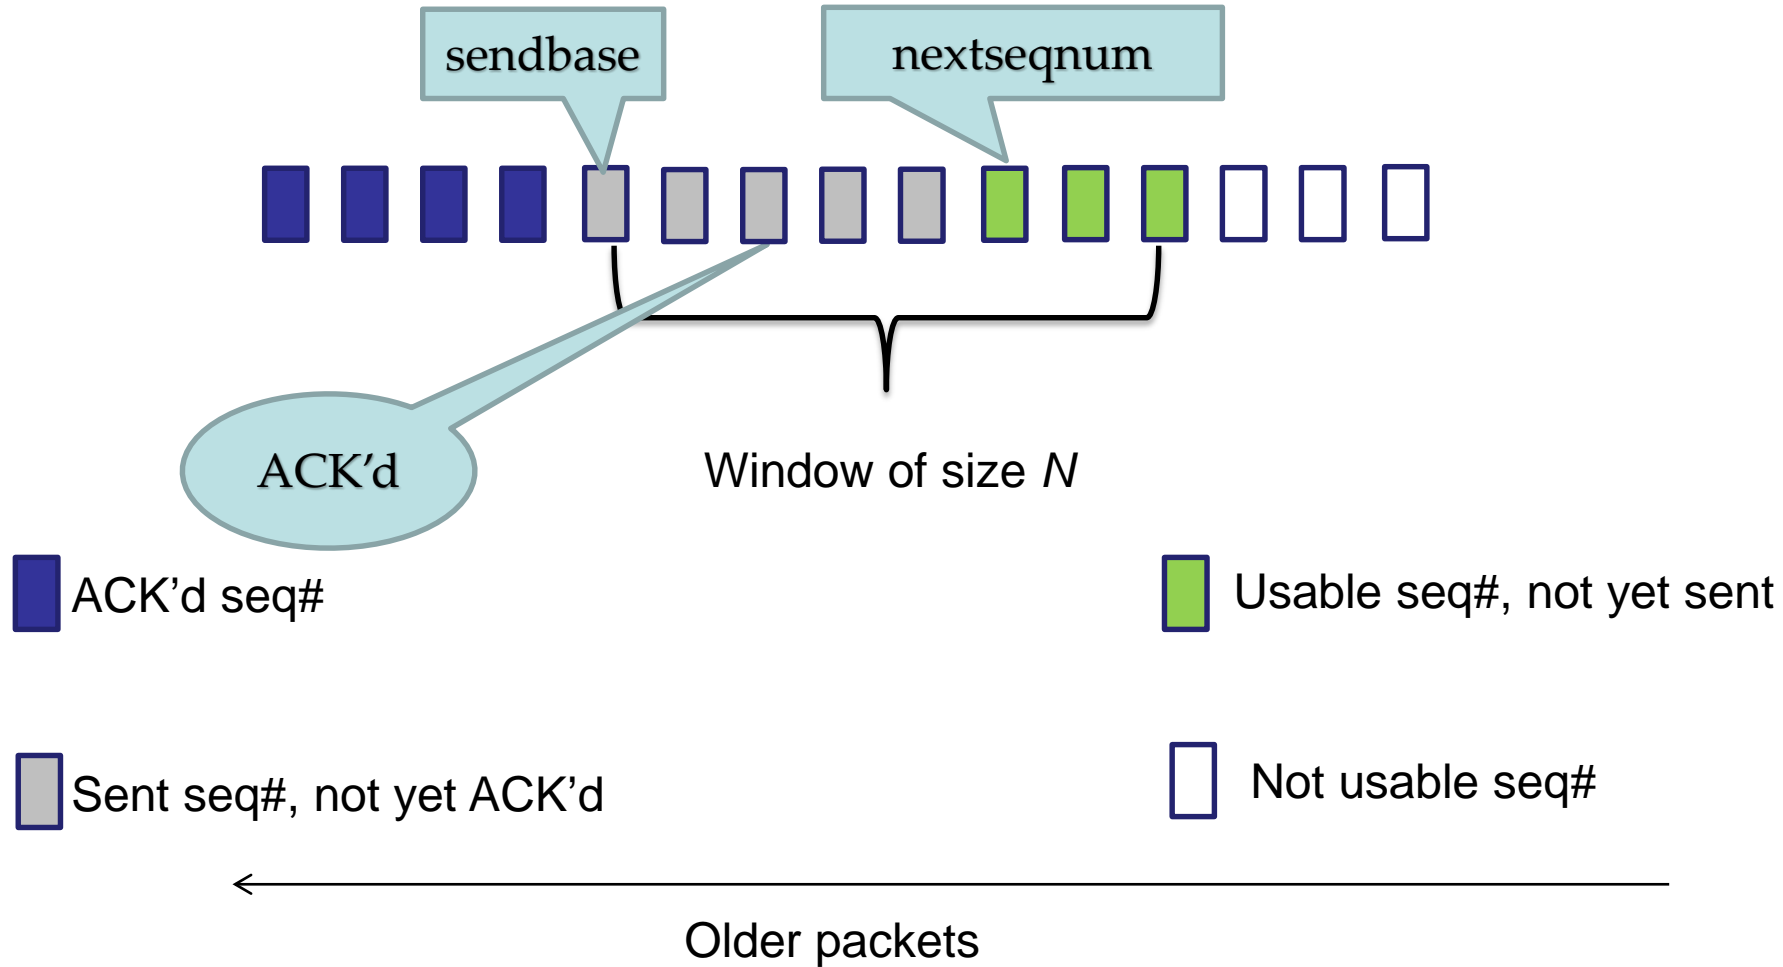 sendbase
nextseqnum
ACK’d
Window of size N
ACK’d seq#
Usable seq#, not yet sent
Sent seq#, not yet ACK’d
Not usable seq#
Older packets